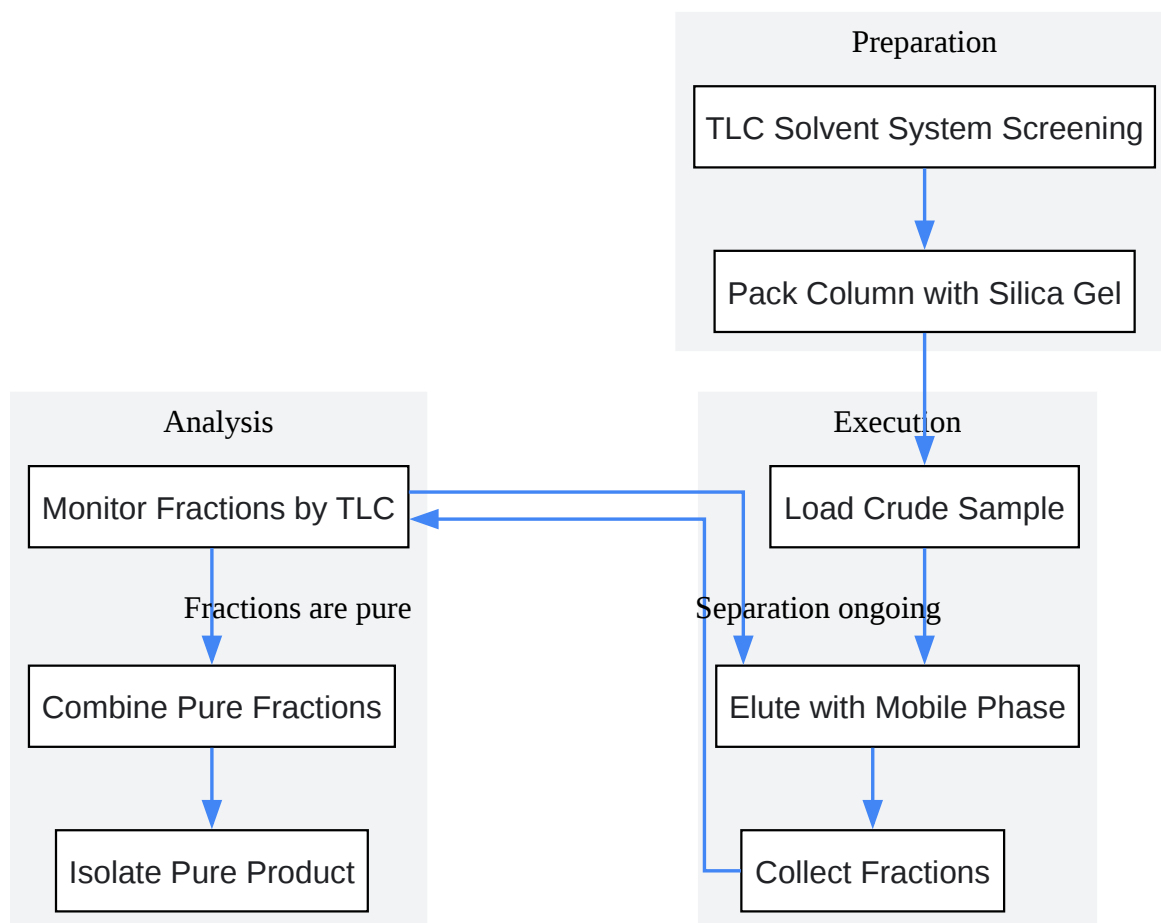 Preparation
TLC Solvent System Screening
Pack Column with Silica Gel
Analysis
Execution
Monitor Fractions by TLC
Load Crude Sample
Fractions are pure
Separation ongoing
Combine Pure Fractions
Elute with Mobile Phase
Isolate Pure Product
Collect Fractions